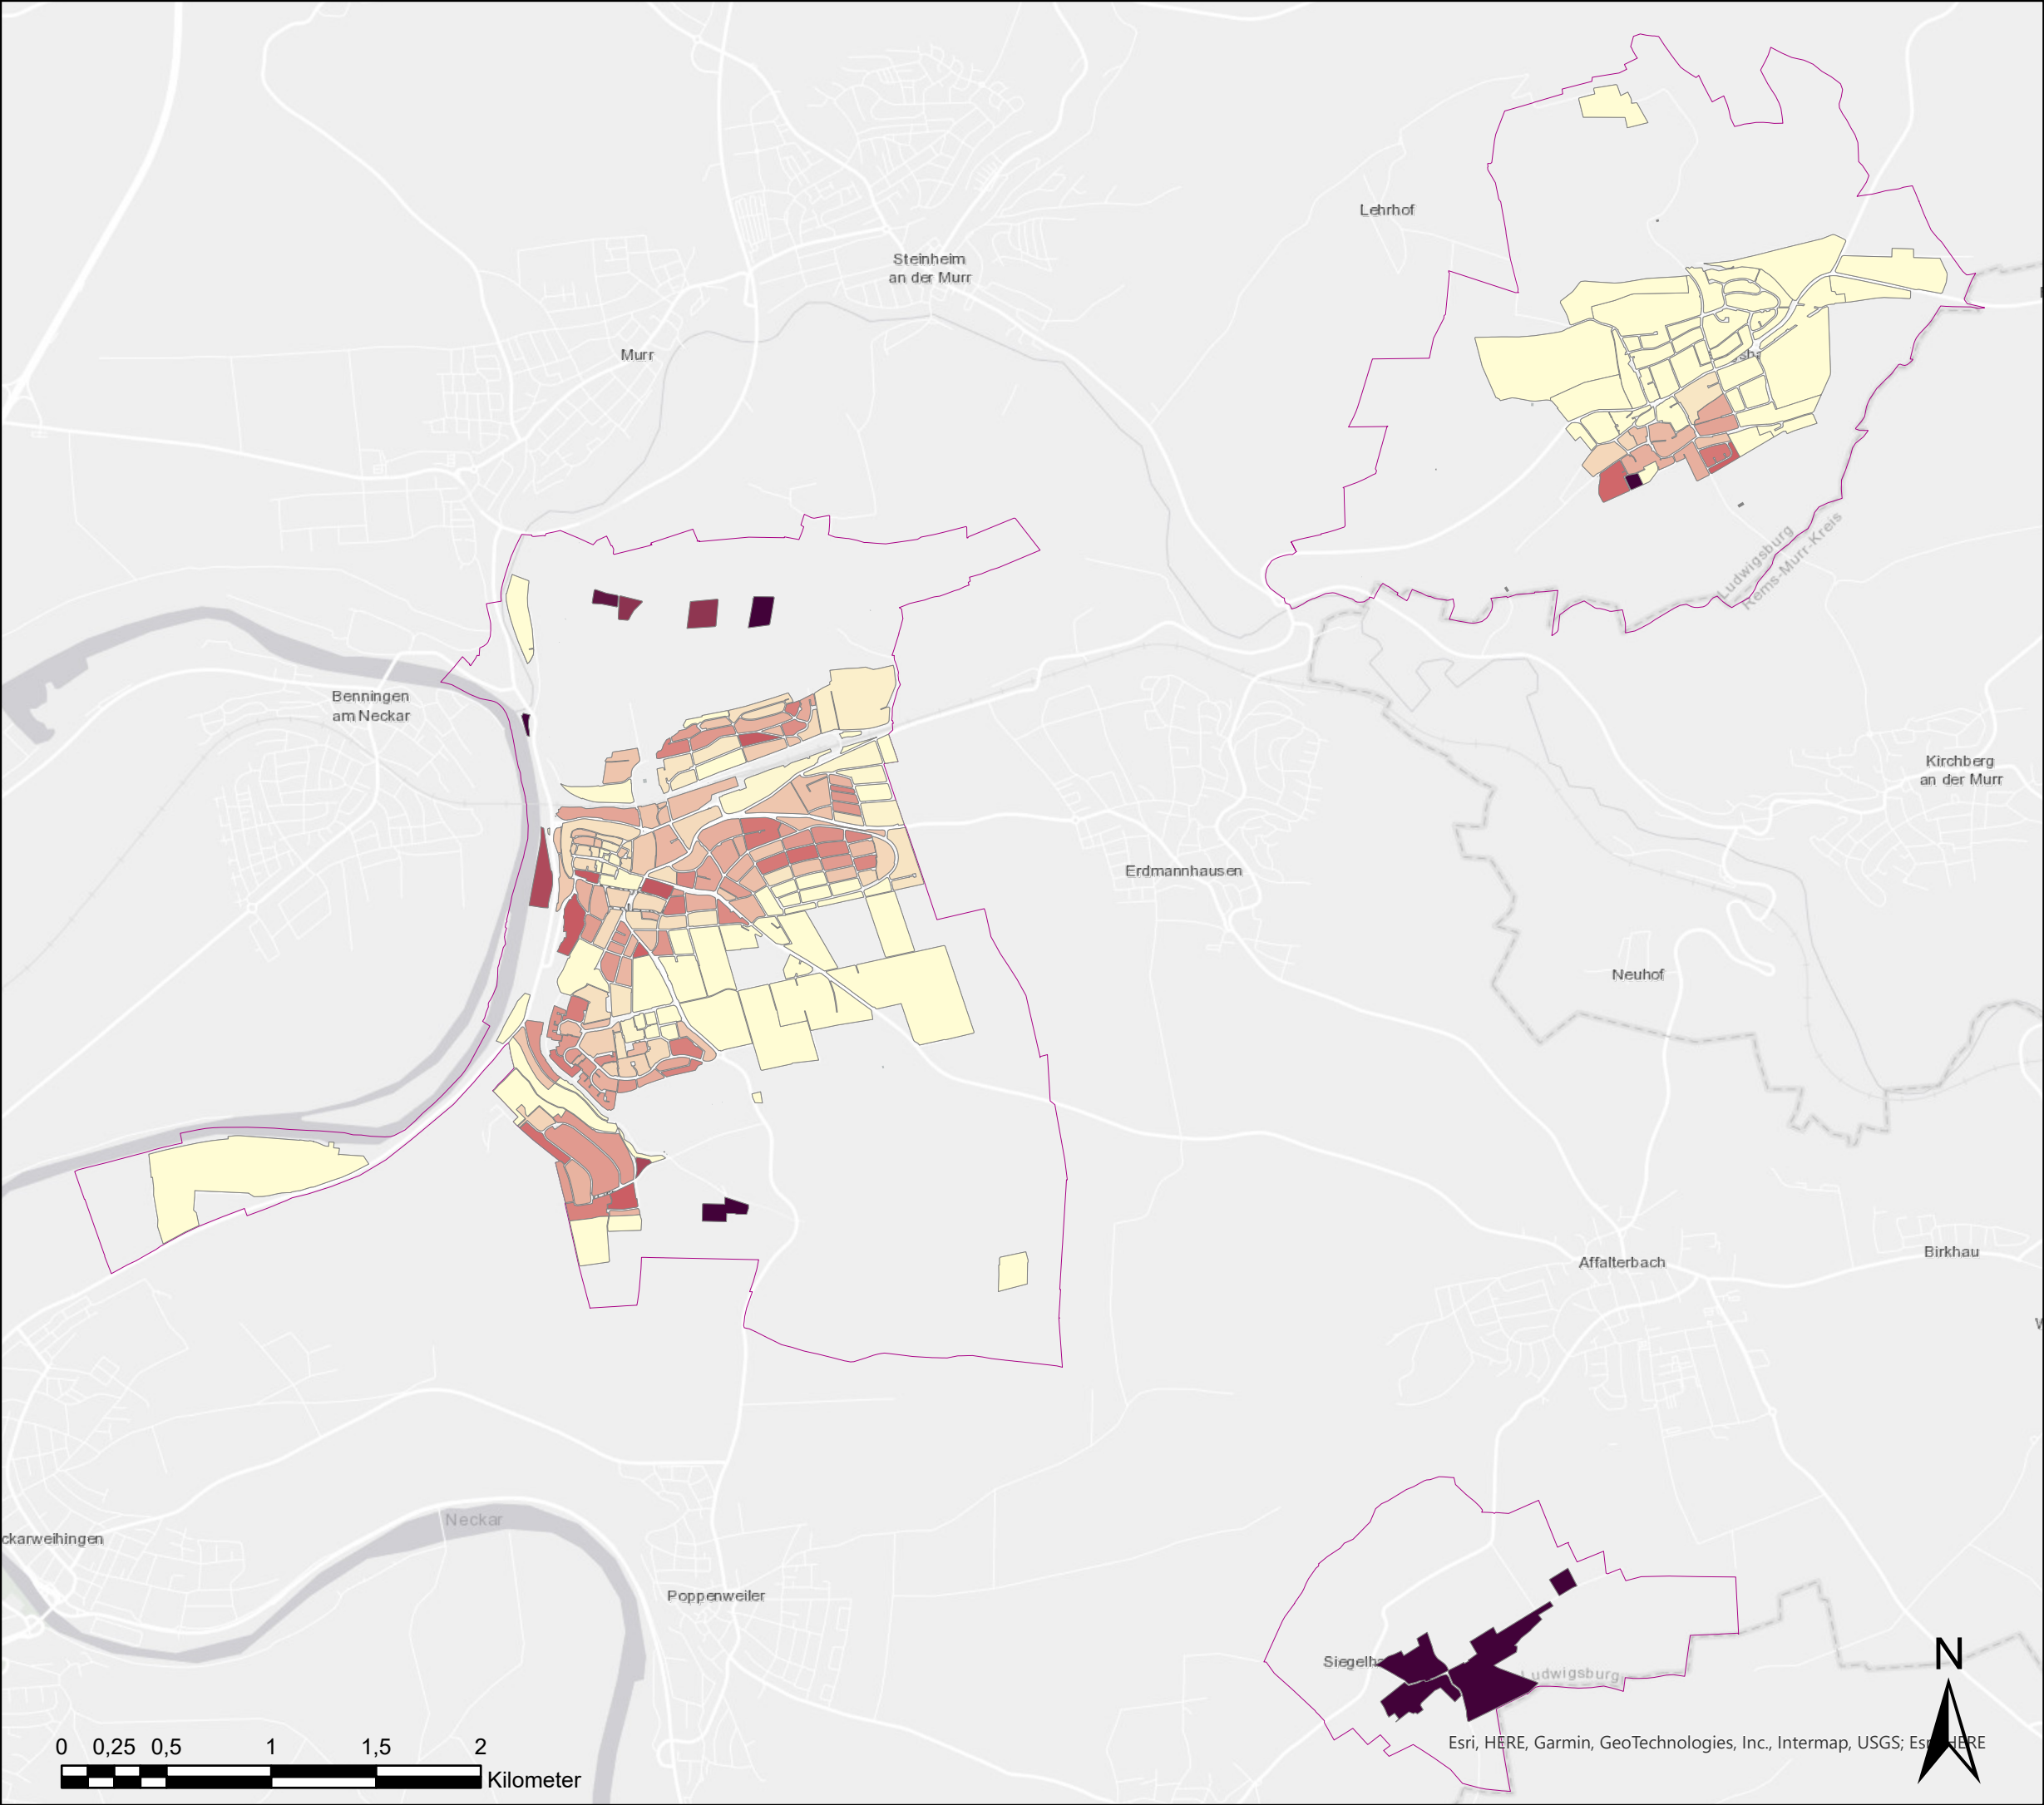 Lehrhof
Steinheim
an der Murr
Murr
Ludwigsburg
Rems-Murr-Kreis
Benningen
am Neckar
Kirchberg
an der Murr
Erdmannhausen
Neuhof
Affalterbach
Birkhau
Neckar
ckarweihingen
Poppenweiler
Siegelha
Ludwigsburg
N
0 0,25 0,5 1 1,5 2
Kilometer
Esri, HERE, Garmin, GeoTechnologies, Inc., Intermap, USGS; Esri, HERE